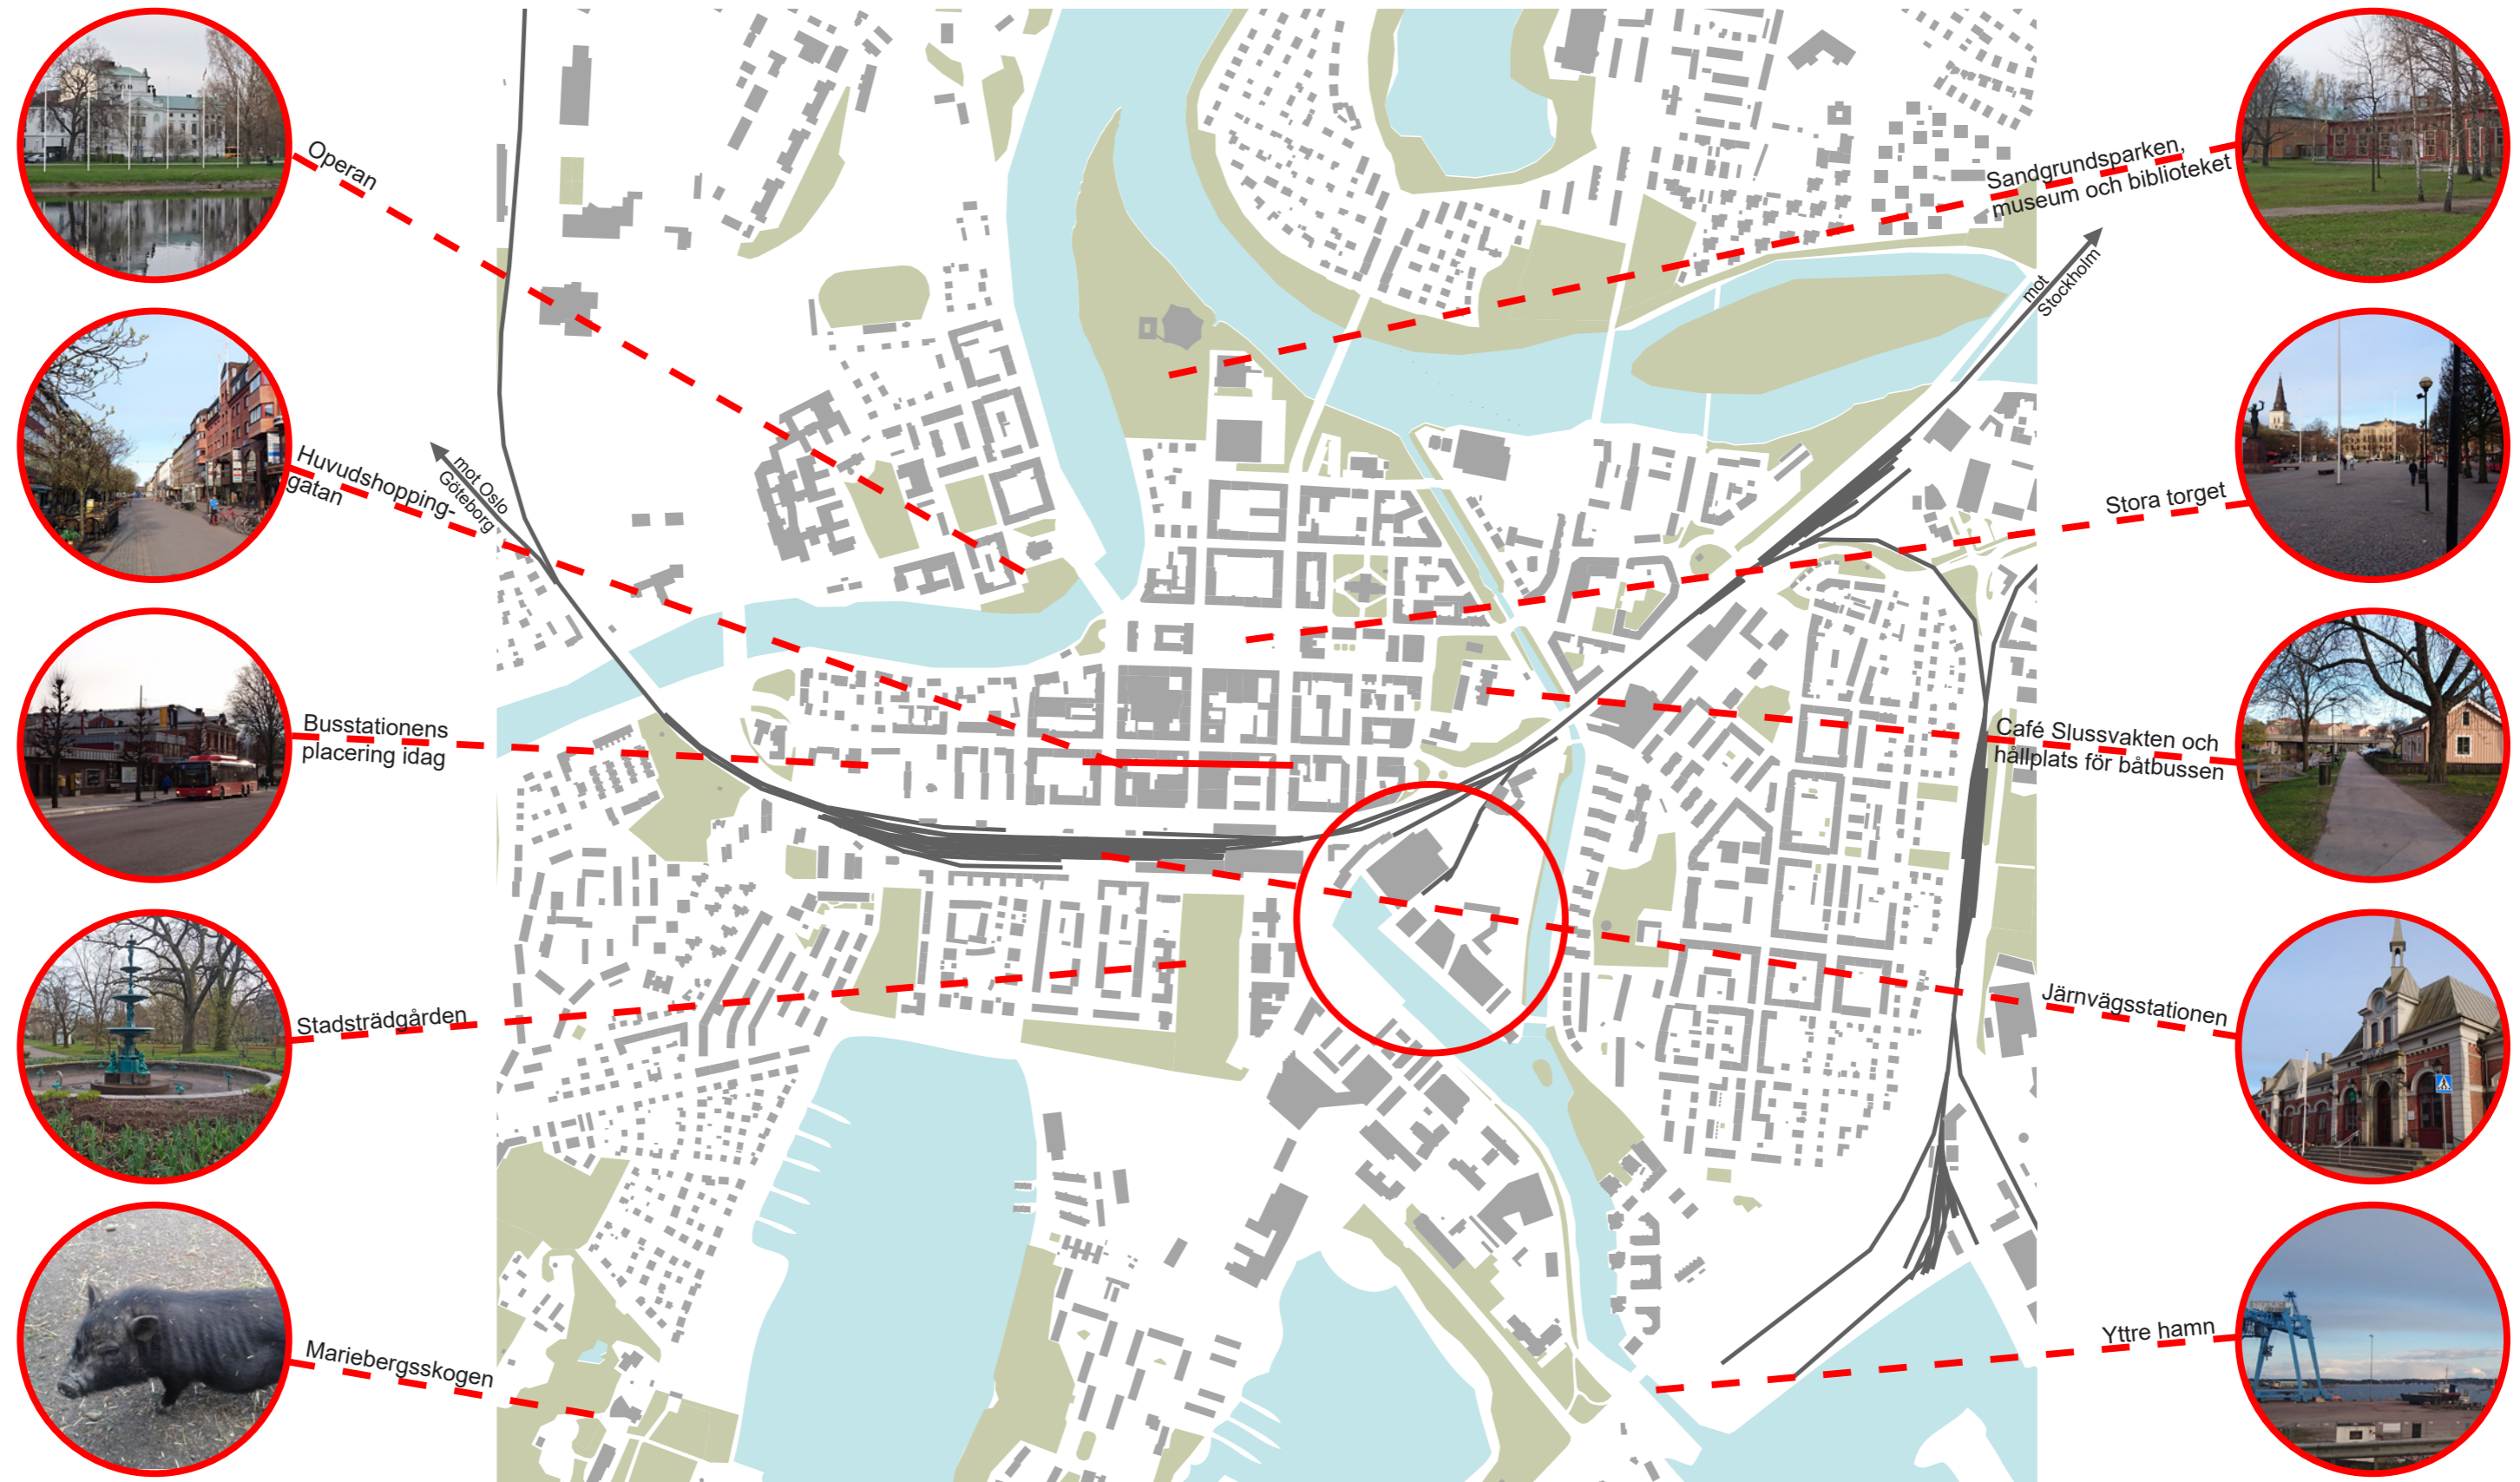 Operan
Huvudshopping-
gatan
mot Oslo
Göteborg
Busstationens
placering idag
Stadsträdgården
Mariebergsskogen
Sandgrundsparken,
museum och biblioteket
mot
Stockholm
Stora torget
Café Slussvakten och
hållplats för båtbussen
Järnvägsstationen
Yttre hamn